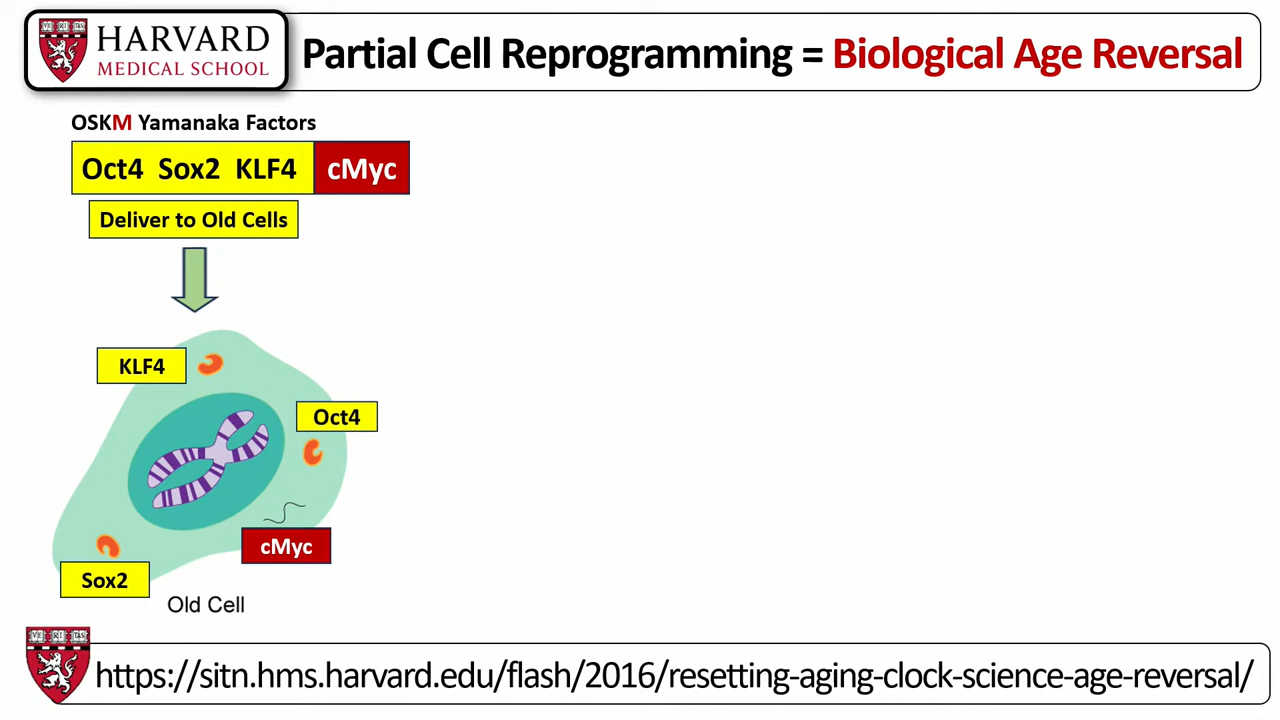 HARVARD
MEDICAL SCHOOL
Partial Cell Reprogramming = Biological Age Reversal
OSKM Yamanaka Factors
Oct4 Sox2 KLF4 cMyc
Deliver to Old Cells
KLF4
Oct4
cMyc
Sox2
Old Cell
https://sitn.hms.harvard.edu/flash/2016/resetting-aging-clock-science-age-reversal/